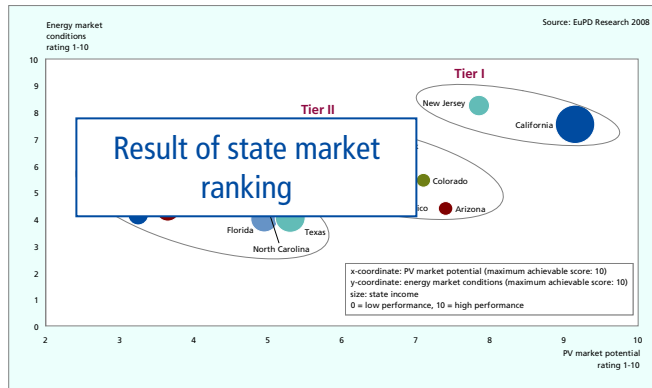 Energy market
conditions
rating 1-10
Source: EuPD Research 2008
10
9
8
7
6
5
4
3
2
1
0
Tier I
New Jersey
California
Tier II
Result of state market
ranking
Colorado
ico
Arizona
Florida
Texas
North Carolina
x-coordinate: PV market potential (maximum achievable score: 10)
y-coordinate: energy market conditions (maximum achievable score: 10)
size: state income
0 = low performance, 10 = high performance
2
3
4
5
6
7
8
9
10
PV market potential
rating 1-10